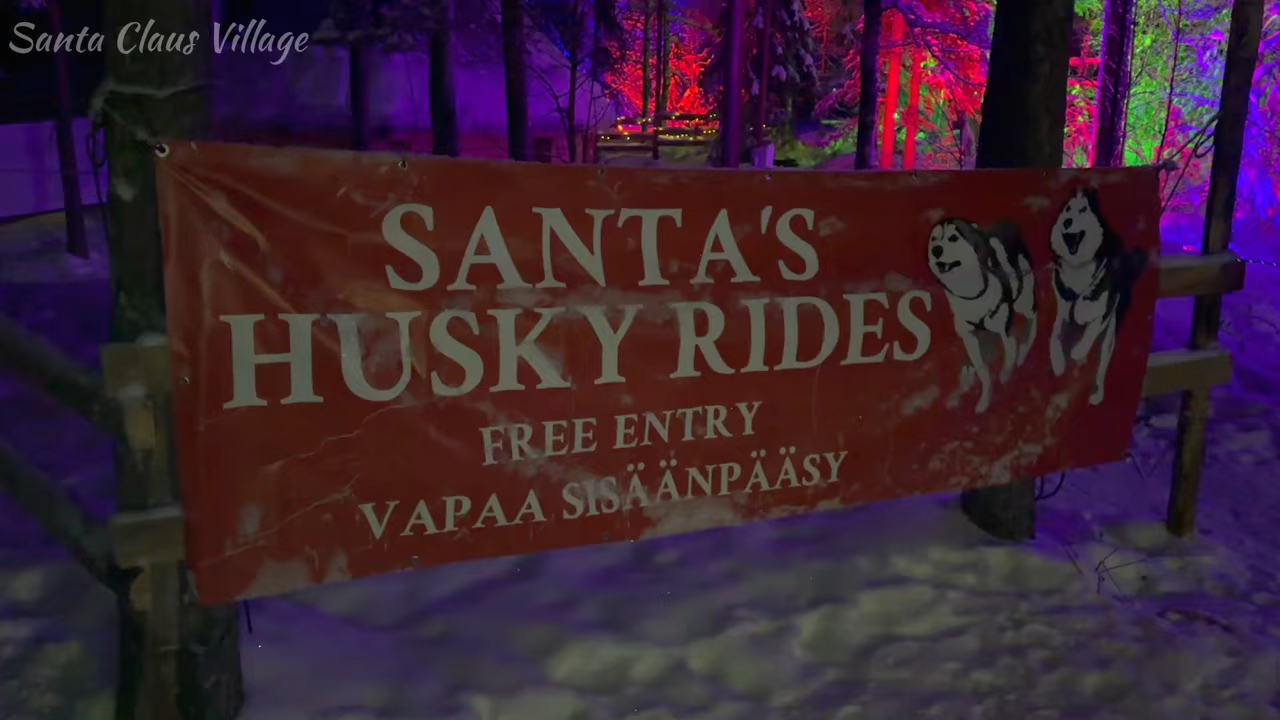 Santa Claus Village
SANTA'S
HUSKY RIDES
FREE ENTRY
VAPAA SISÄÄNPÄÄSY